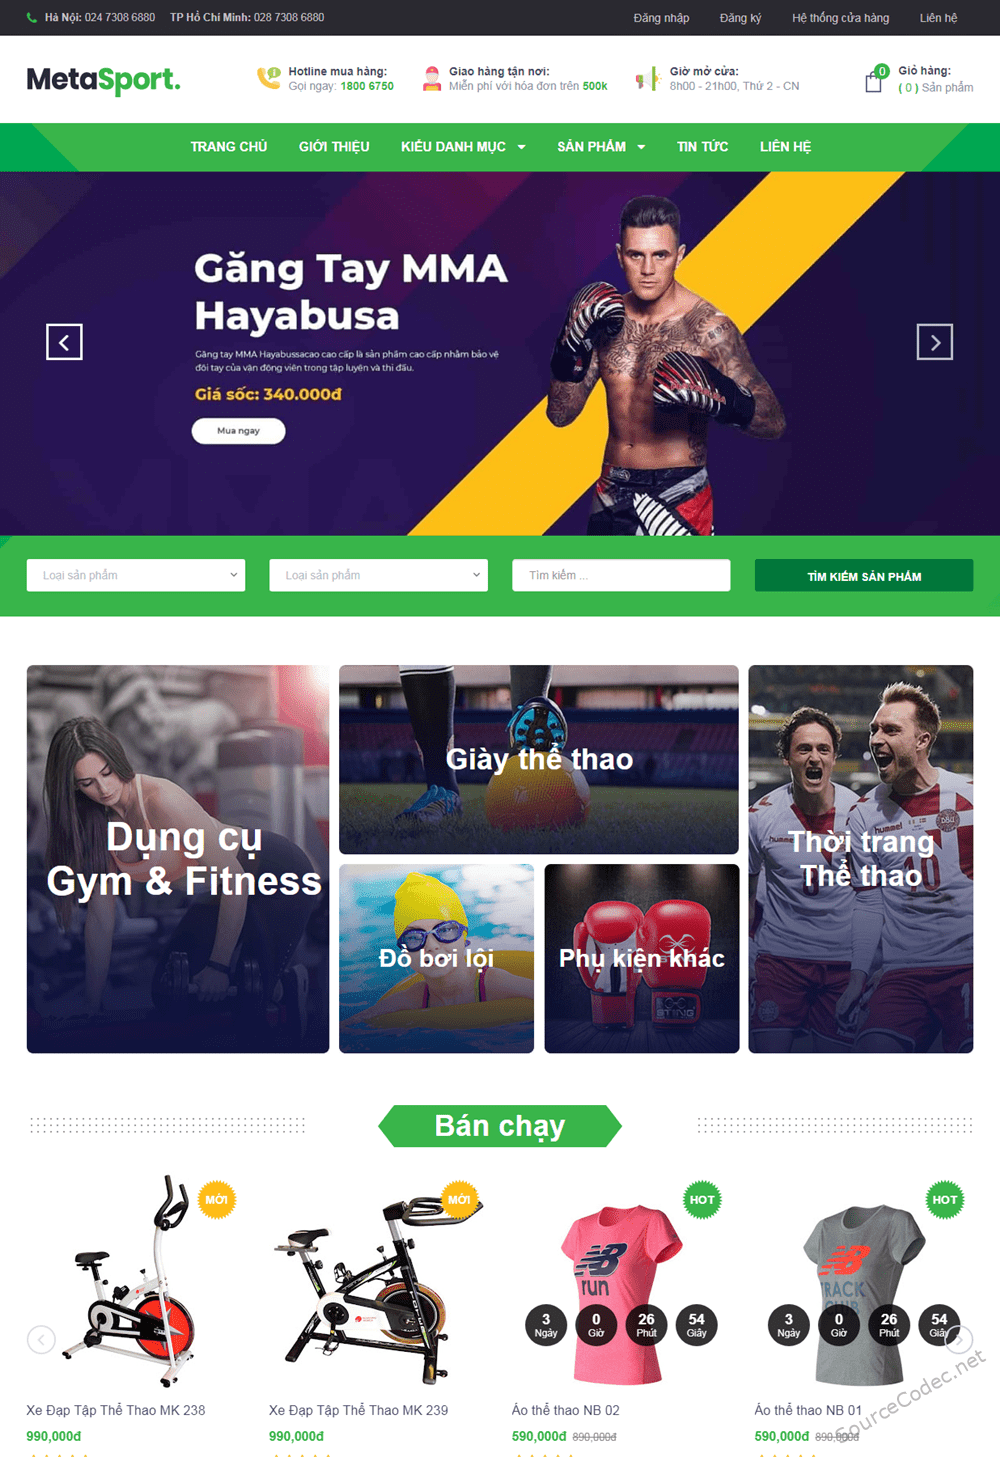 Hà Nội: 024 7308 6880 TP Hồ Chí Minh: 028 7308 6880 Đăng nhập Đăng ký Hệ thống cửa hàng Liên hệ
MetaSport.
Hotline mua hàng:
Gọi ngay: 1800 6750
Giao hàng tận nơi:
Miễn phí với hóa đơn trên 500k
Giờ mở cửa:
8h00 - 21h00, Thứ 2 - CN
0
Giỏ hàng:
( 0 ) Sản phẩm
TRANG CHỦ GIỚI THIỆU KIỂU DANH MỤC SẢN PHẨM TIN TỨC LIÊN HỆ
Găng Tay MMA
Hayabusa
Găng tay MMA Hayabussacao cao cấp là sản phẩm cao cấp nhằm bảo vệ
đôi tay của vận động viên trong tập luyện và thi đấu.
Giá sốc: 340.000đ
Mua ngay
Loại sản phẩm Loại sản phẩm Tìm kiếm ... TÌM KIẾM SẢN PHẨM
Dụng cụ
Gym & Fitness
Giày thể thao
Đồ bơi lội
Phụ kiện khác
STING
hummel
hummel
10
Thời trang
Thể thao
Bán chạy
MỚI MỚI HOT HOT
NB
run
NB
TRACK
CLUB
3 Ngày 0 Giờ 26 Phút 54 Giây
3 Ngày 0 Giờ 26 Phút 54 Giây
Xe Đạp Tập Thể Thao MK 238
990,000đ
Xe Đạp Tập Thể Thao MK 239
990,000đ
Áo thể thao NB 02
590,000đ 890,000đ
Áo thể thao NB 01
590,000đ 890,000đ
SourceCodec.net